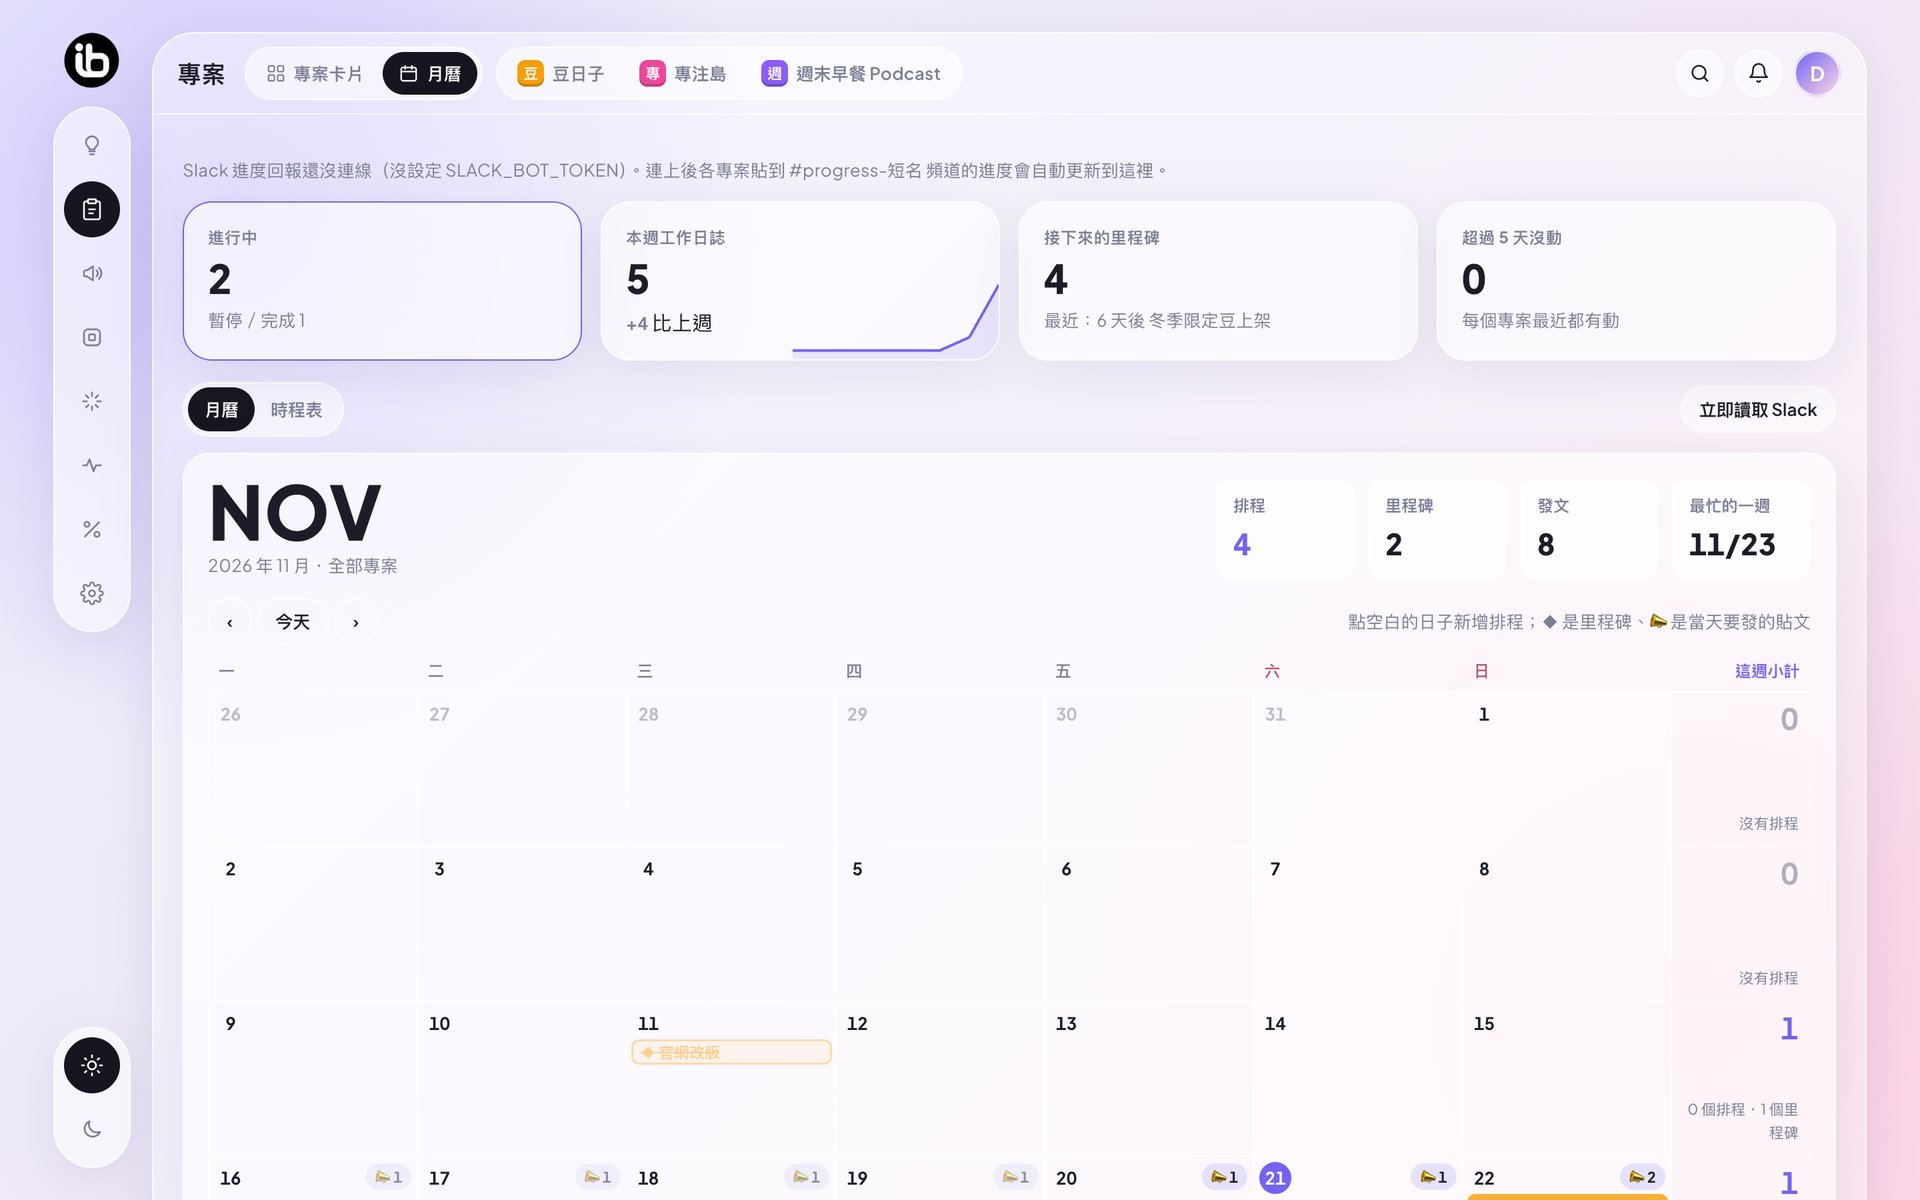 ib
專案
專案卡片
月曆
豆 豆日子
專 專注島
週 週末早餐 Podcast
D
Slack 進度回報還沒連線（沒設定 SLACK_BOT_TOKEN）。連上後各專案貼到 #progress-短名 頻道的進度會自動更新到這裡。
進行中
2
暫停 / 完成 1
本週工作日誌
5
+4 比上週
接下來的里程碑
4
最近：6 天後 冬季限定豆上架
超過 5 天沒動
0
每個專案最近都有動
月曆
時程表
立即讀取 Slack
NOV
2026 年 11 月 · 全部專案
排程
4
里程碑
2
發文
8
最忙的一週
11/23
‹
今天
›
點空白的日子新增排程；◆ 是里程碑、📣 是當天要發的貼文
一 二 三 四 五 六 日 這週小計
26 27 28 29 30 31 1 0
沒有排程
2 3 4 5 6 7 8 0
沒有排程
9 10 11 12 13 14 15 1
◆ 官網改版
0 個排程 · 1 個里
程碑
16 📣1 17 📣1 18 📣1 19 📣1 20 📣1 21 📣1 22 📣2 1